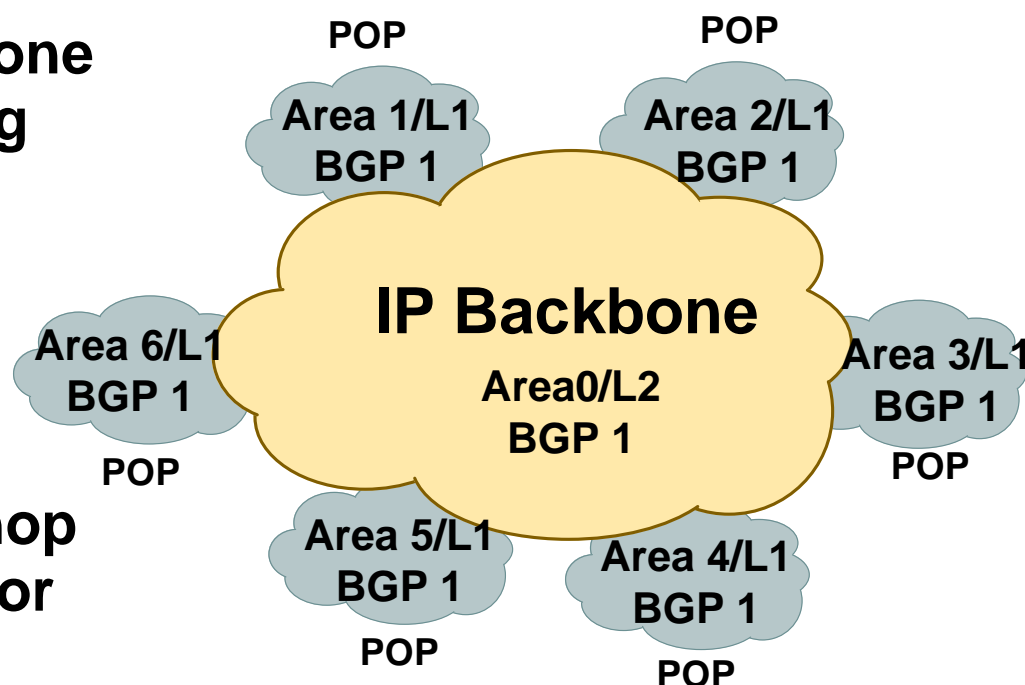 one
g
POP
Area 1/L1
BGP 1
POP
Area 2/L1
BGP 1
IP Backbone
Area0/L2
BGP 1
Area 6/L1
BGP 1
POP
Area 3/L1
BGP 1
POP
hop
or
Area 5/L1
BGP 1
POP
Area 4/L1
BGP 1
POP